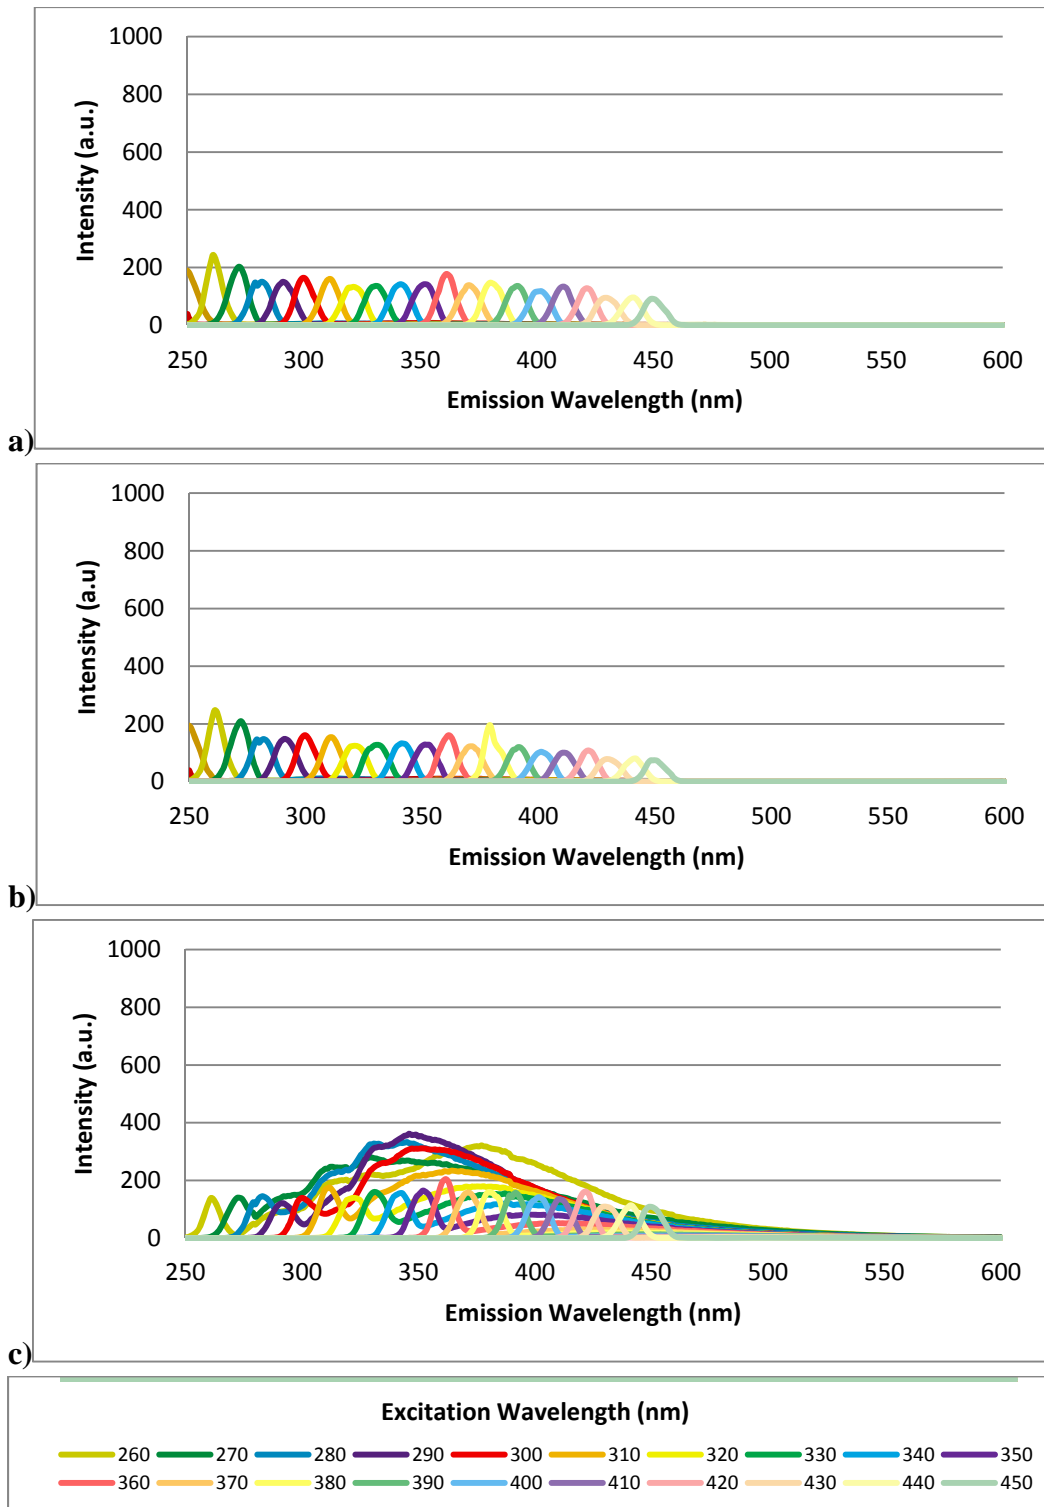 1000
800
600
400
200
0
250 300 350 400 450 500 550 600
Intensity (a.u.)
Emission Wavelength (nm)
a)
1000
800
600
400
200
0
250 300 350 400 450 500 550 600
Intensity (a.u)
Emission Wavelength (nm)
b)
1000
800
600
400
200
0
250 300 350 400 450 500 550 600
Intensity (a.u.)
Emission Wavelength (nm)
c)
Excitation Wavelength (nm)
260 270 280 290 300 310 320 330 340 350
360 370 380 390 400 410 420 430 440 450